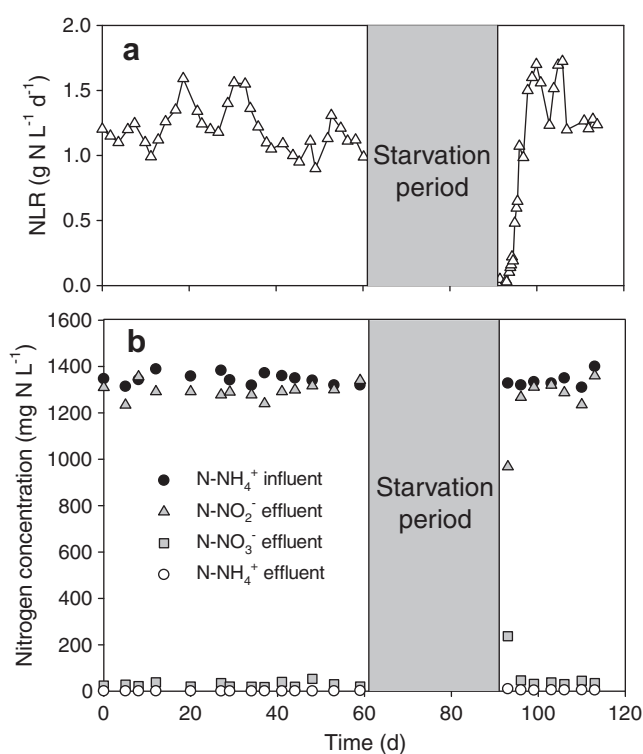 a
2.0
1.5
1.0
0.5
0.0
NLR (g N L⁻¹ d⁻¹)
Starvation
period
b
1600
1400
1200
1000
800
600
400
200
0
Nitrogen concentration (mg N L⁻¹)
N-NH₄⁺ influent
N-NO₂⁻ effluent
N-NO₃⁻ effluent
N-NH₄⁺ effluent
Starvation
period
0 20 40 60 80 100 120
Time (d)